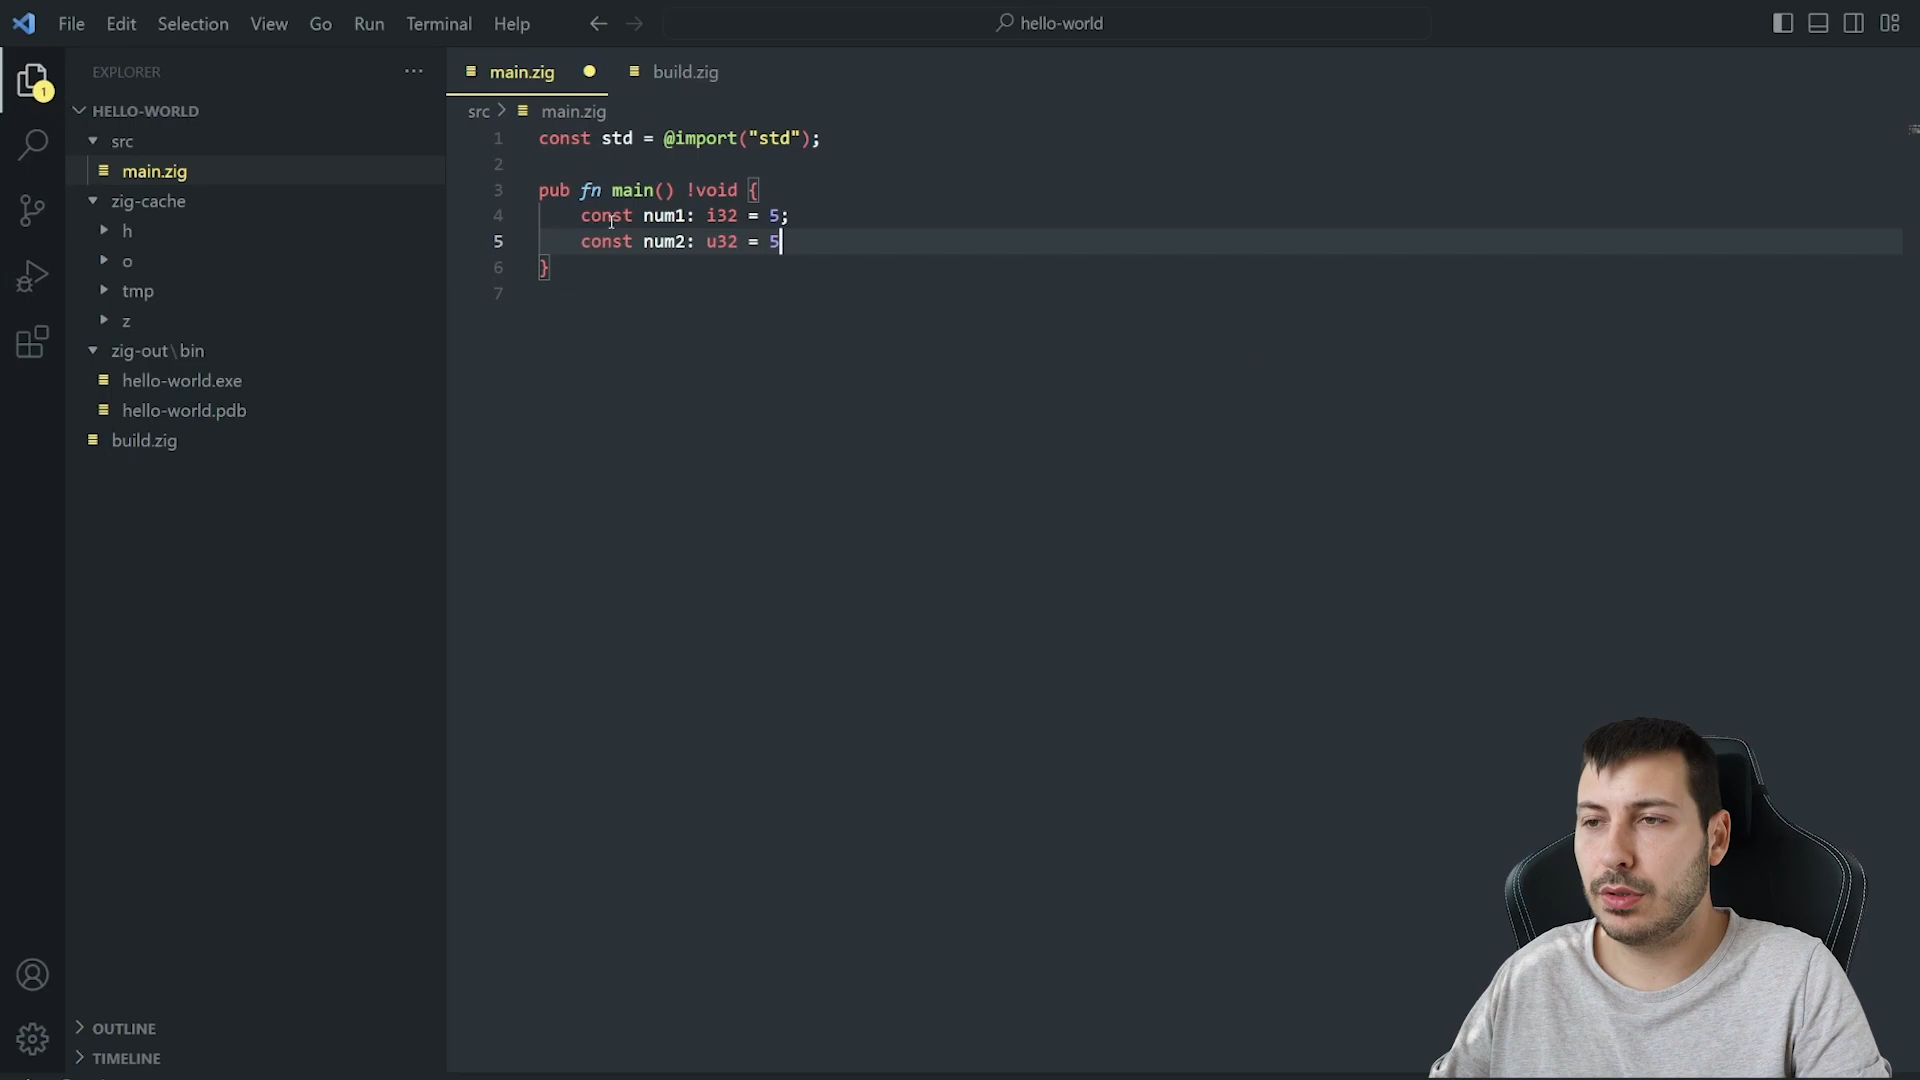 File Edit Selection View Go Run Terminal Help
hello-world
EXPLORER
1
HELLO-WORLD
src
main.zig
zig-cache
h
o
tmp
z
zig-out\bin
hello-world.exe
hello-world.pdb
build.zig
OUTLINE
TIMELINE
main.zig build.zig
src > main.zig
1 const std = @import("std");
2
3 pub fn main() !void {
4 const num1: i32 = 5;
5 const num2: u32 = 5
6 }
7